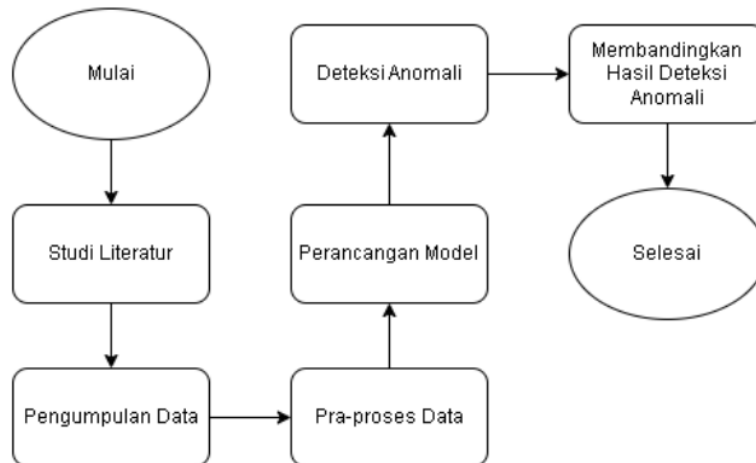 Mulai
Studi Literatur
Pengumpulan Data
Pra-proses Data
Perancangan Model
Deteksi Anomali
Membandingkan
Hasil Deteksi
Anomali
Selesai